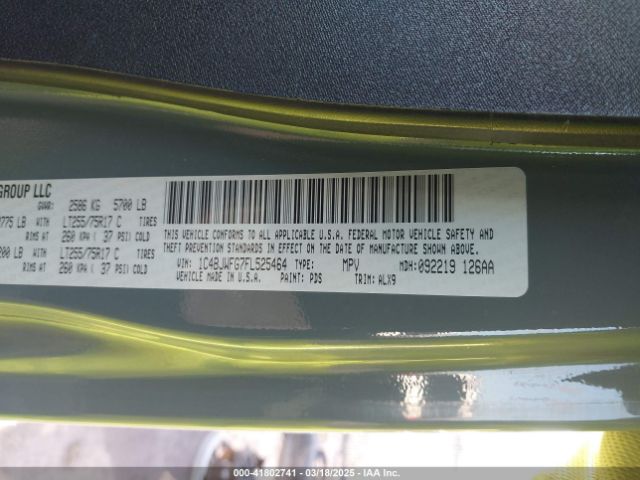 GROUP LLC
GVWR: 2586 KG 5700 LB
775 LB WITH LT255/75R17 C TIRES
RIMS AT 260 KPA ( 37 PSI) COLD
200 LB WITH LT255/75R17 C TIRES
RIMS AT 260 KPA ( 37 PSI) COLD
THIS VEHICLE CONFORMS TO ALL APPLICABLE U.S.A. FEDERAL MOTOR VEHICLE SAFETY AND
THEFT PREVENTION STANDARDS IN EFFECT ON THE DATE OF MANUFACTURE SHOWN ABOVE.
VIN: 1C4BJWFG7FL525464 TYPE: MPV MDH: 092219 126AA
VEHICLE MADE IN U.S.A. PAINT: PDS TRIM: ALX9
000-41802741 - 03/18/2025 - IAA Inc.